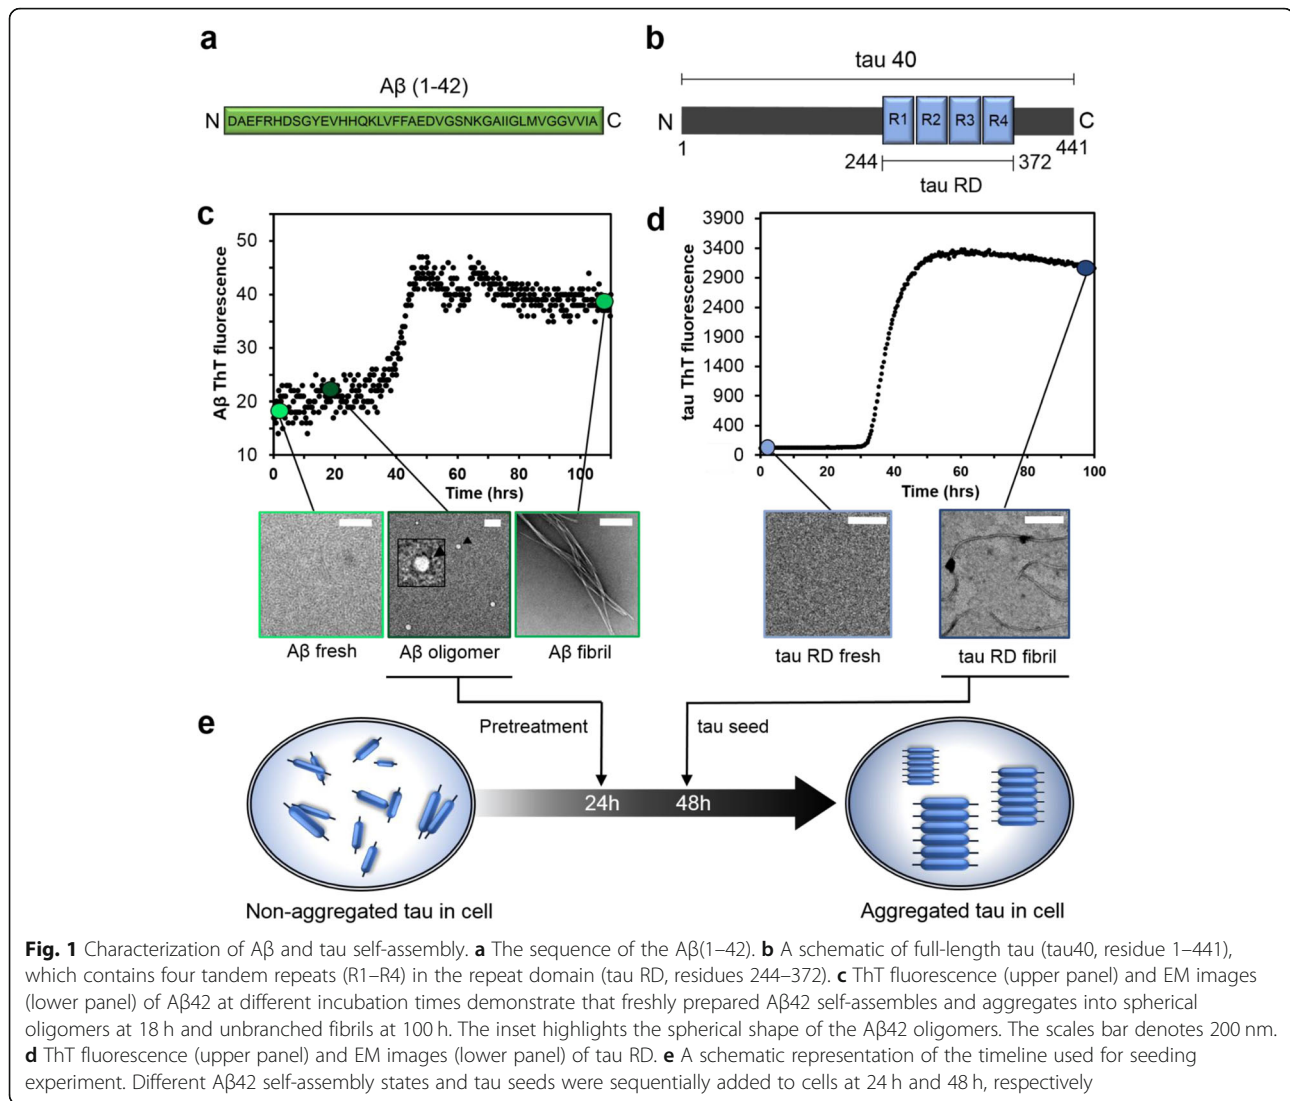 a
Aβ (1-42)
N DAEFRHDSGYEVHHQKLVFFAEDVGSNKGAIIGLMVGGVVIA C
b
tau 40
N R1 R2 R3 R4 C
1 244 372 441
tau RD
c
Aβ ThT fluorescence
50
40
30
20
10
0 20 40 60 80 100
Time (hrs)
Aβ fresh Aβ oligomer Aβ fibril
d
tau ThT fluorescence
3900
3400
2900
2400
1900
1400
900
400
0
0 20 40 60 80 100
Time (hrs)
tau RD fresh tau RD fibril
e
Pretreatment tau seed
24h 48h
Non-aggregated tau in cell Aggregated tau in cell
Fig. 1 Characterization of Aβ and tau self-assembly. a The sequence of the Aβ(1–42). b A schematic of full-length tau (tau40, residue 1–441),
which contains four tandem repeats (R1–R4) in the repeat domain (tau RD, residues 244–372). c ThT fluorescence (upper panel) and EM images
(lower panel) of Aβ42 at different incubation times demonstrate that freshly prepared Aβ42 self-assembles and aggregates into spherical
oligomers at 18 h and unbranched fibrils at 100 h. The inset highlights the spherical shape of the Aβ42 oligomers. The scales bar denotes 200 nm.
d ThT fluorescence (upper panel) and EM images (lower panel) of tau RD. e A schematic representation of the timeline used for seeding
experiment. Different Aβ42 self-assembly states and tau seeds were sequentially added to cells at 24 h and 48 h, respectively